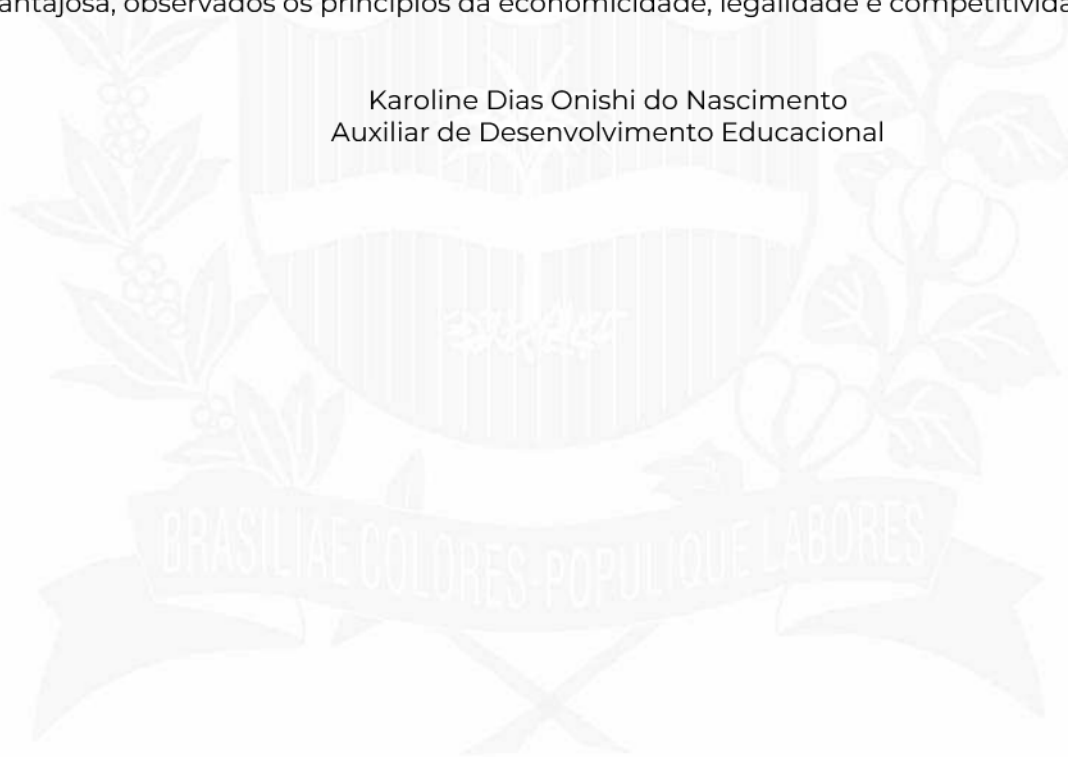 antajosa, observados os princípios da economicidade, legalidade e competitivida
Karoline Dias Onishi do Nascimento
Auxiliar de Desenvolvimento Educacional
BRASILIAE COLORES POPULIQUE LABORES